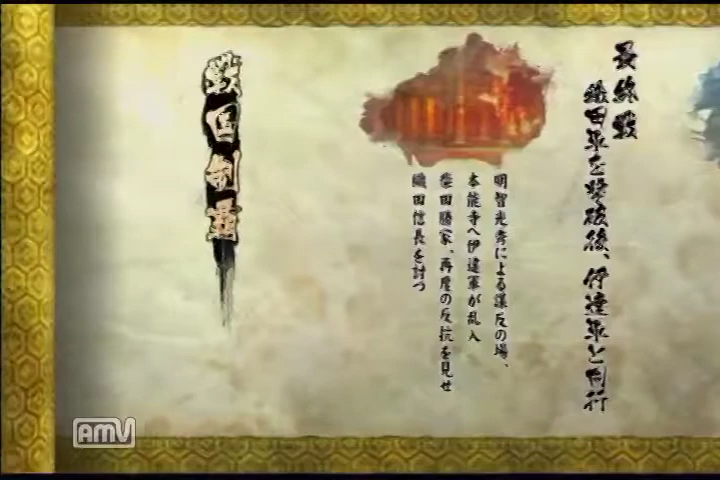 最終戦
織田軍を撃破後、伊達軍と同行
明智光秀による謀反の場、
本能寺へ伊達軍が乱入
柴田勝家、再度の反抗を見せ
織田信長を討つ
戦国制覇
AMV